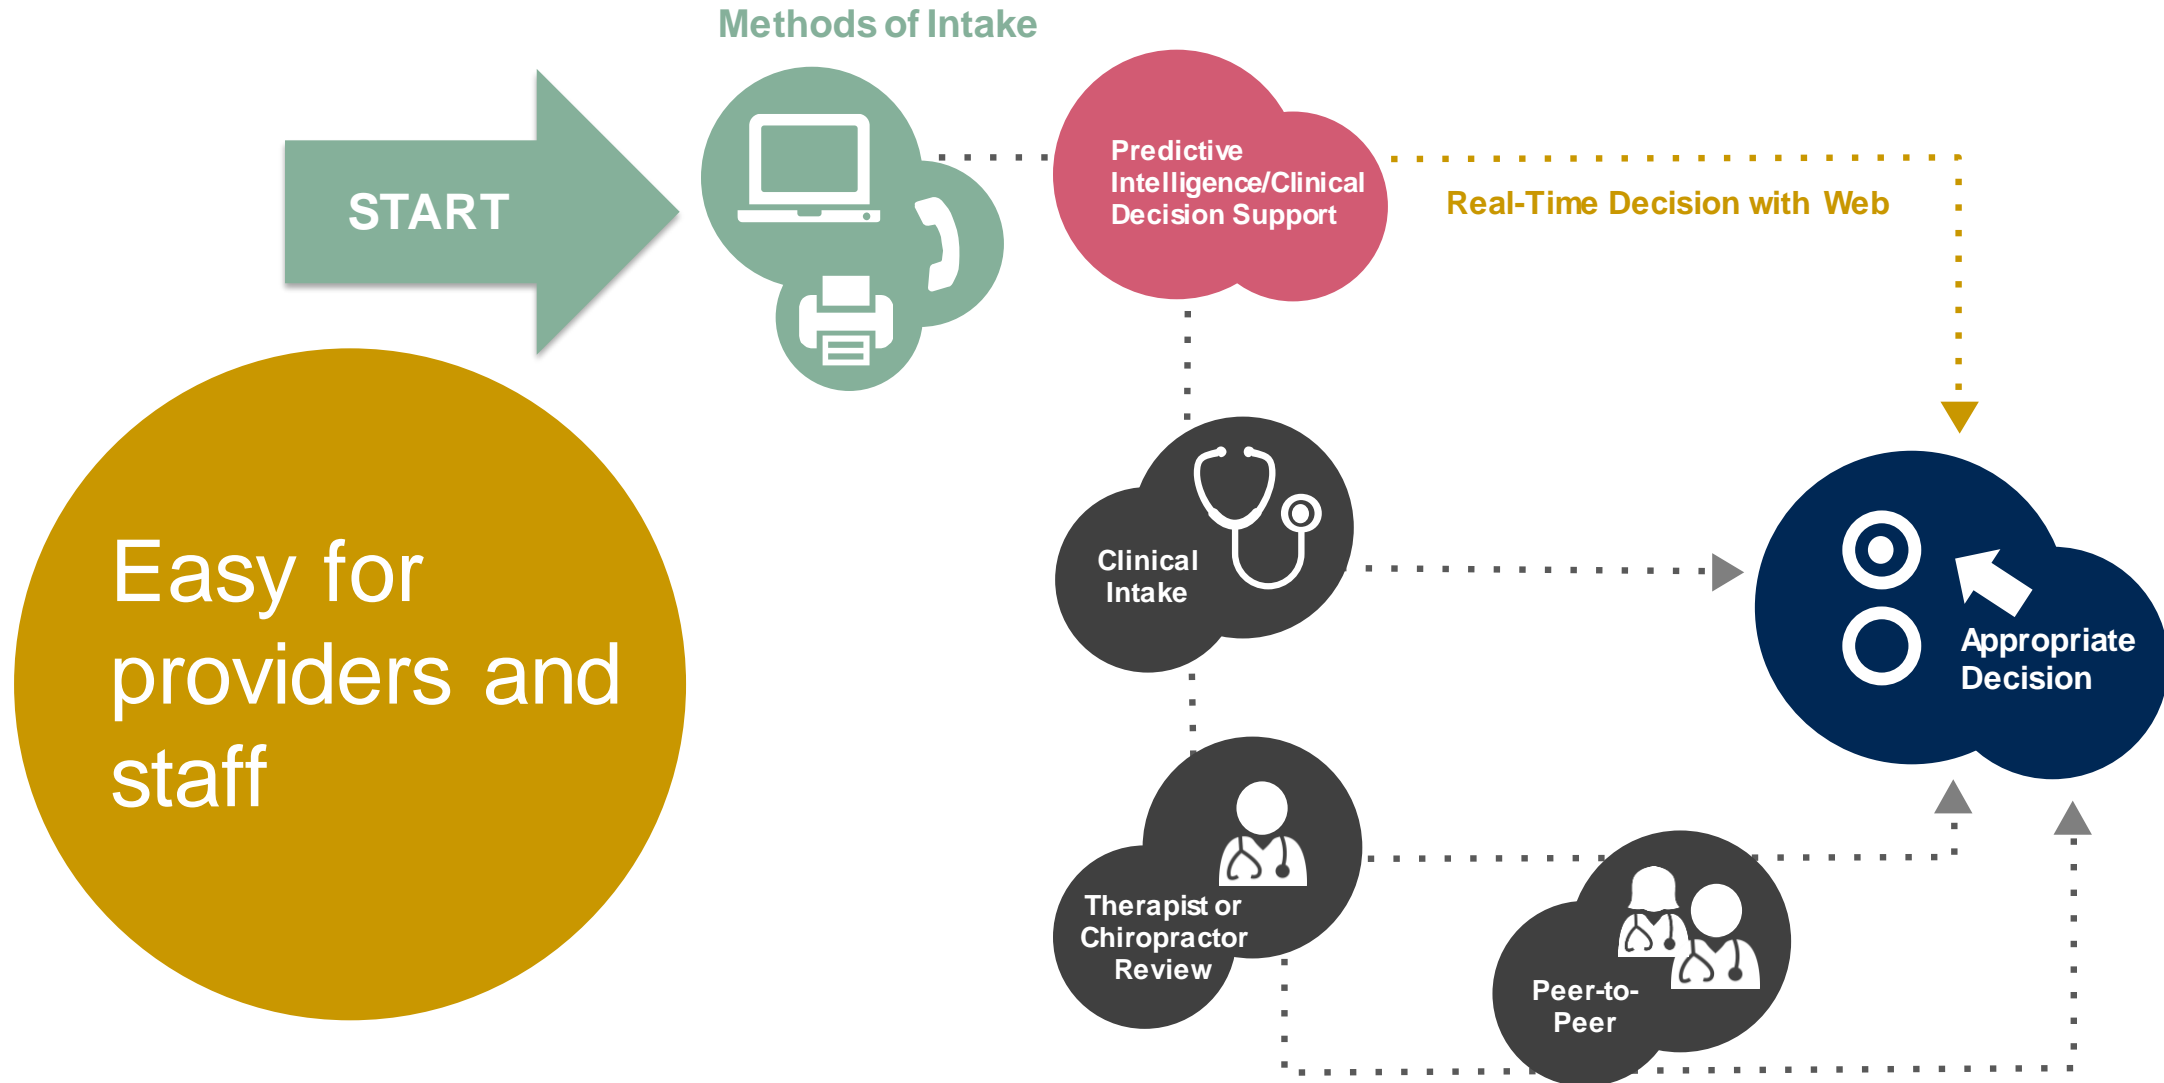 Methods of Intake
START
Predictive
Intelligence/Clinical
Decision Support
Real-Time Decision with Web
Easy for
providers and
staff
Clinical
Intake
Appropriate
Decision
Therapist or
Chiropractor
Review
Peer-to-
Peer